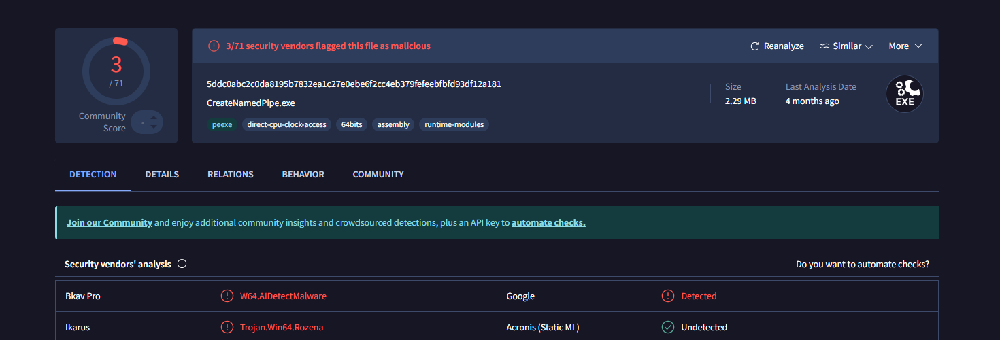 3
/ 71
Community
Score
3/71 security vendors flagged this file as malicious
Reanalyze
Similar
More
5ddc0abc2c0da8195b7832ea1c27e0ebe6f2cc4eb379fefeebfbfd93df12a181
CreateNamedPipe.exe
peexe direct-cpu-clock-access 64bits assembly runtime-modules
Size
2.29 MB
Last Analysis Date
4 months ago
EXE
DETECTION DETAILS RELATIONS BEHAVIOR COMMUNITY
Join our Community and enjoy additional community insights and crowdsourced detections, plus an API key to automate checks.
Security vendors' analysis Do you want to automate checks?
Bkav Pro W64.AIDetectMalware Google Detected
Ikarus Trojan.Win64.Rozena Acronis (Static ML) Undetected